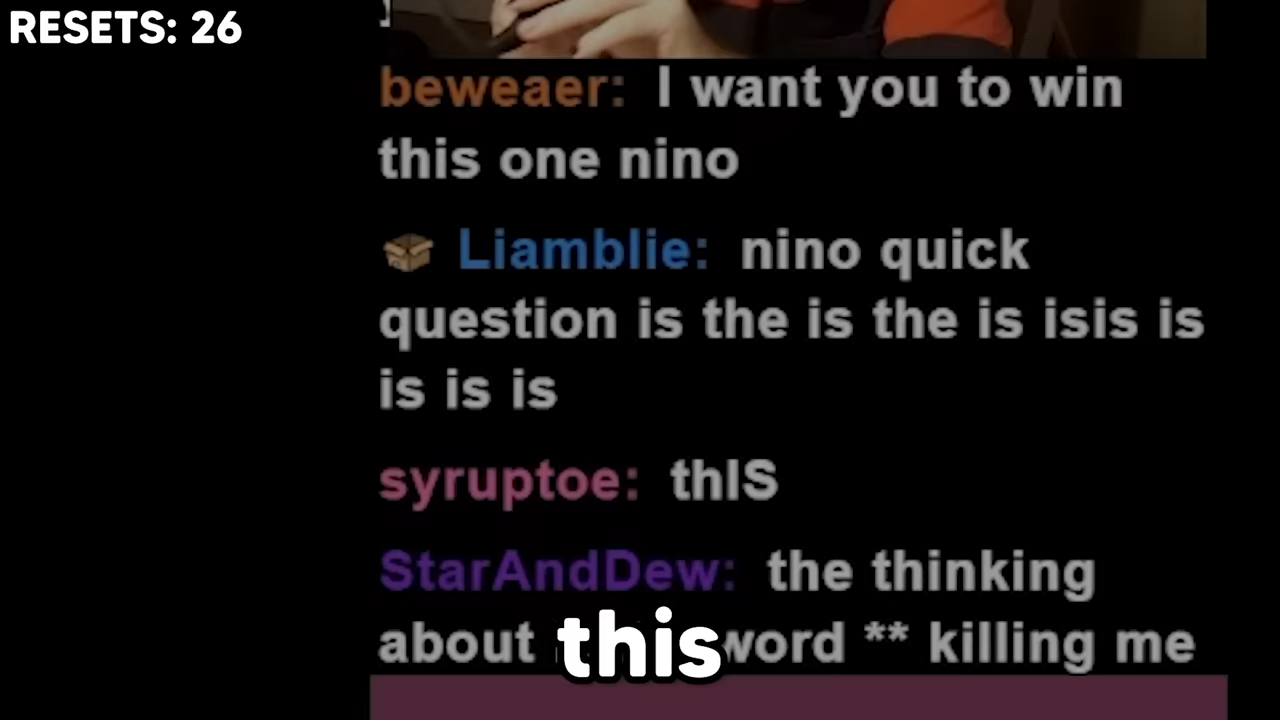 RESETS: 26
beweaer: I want you to win
this one nino
Liamblie: nino quick
question is the is the is isis is
is is is
syruptoe: thIS
StarAndDew: the thinking
about word ** killing me
this